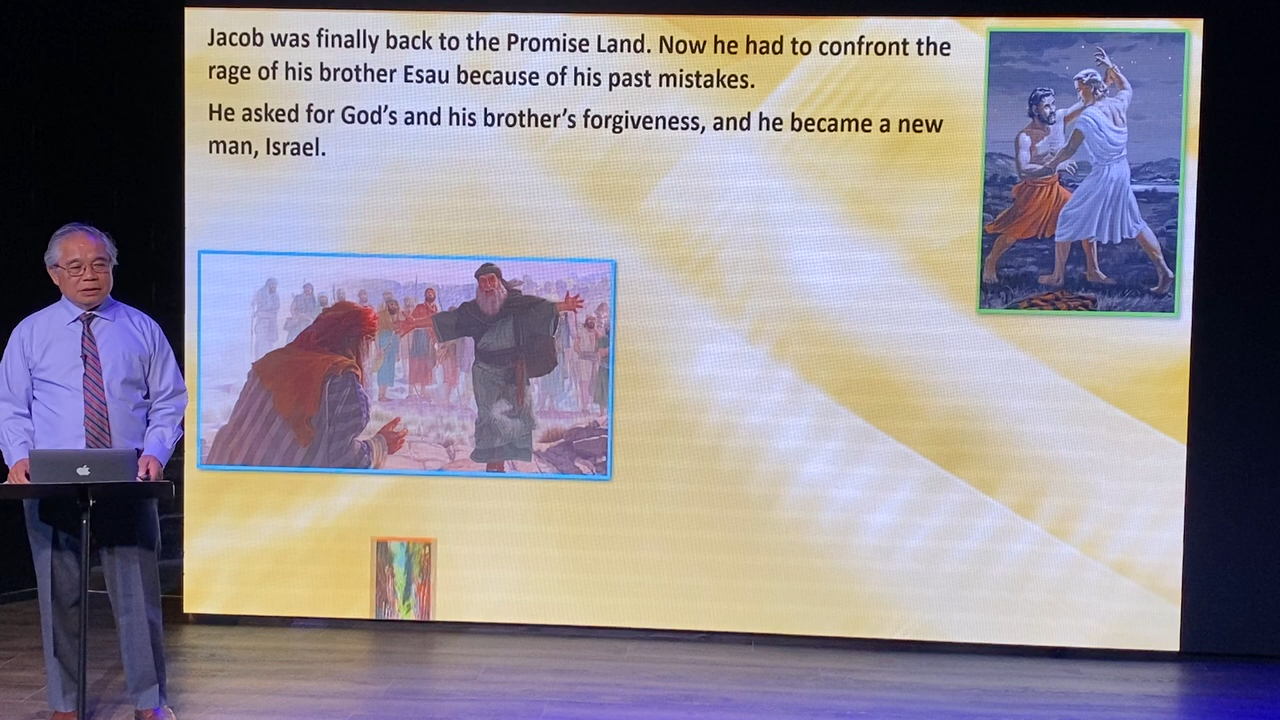 Jacob was finally back to the Promise Land. Now he had to confront the
rage of his brother Esau because of his past mistakes.
He asked for God’s and his brother’s forgiveness, and he became a new
man, Israel.